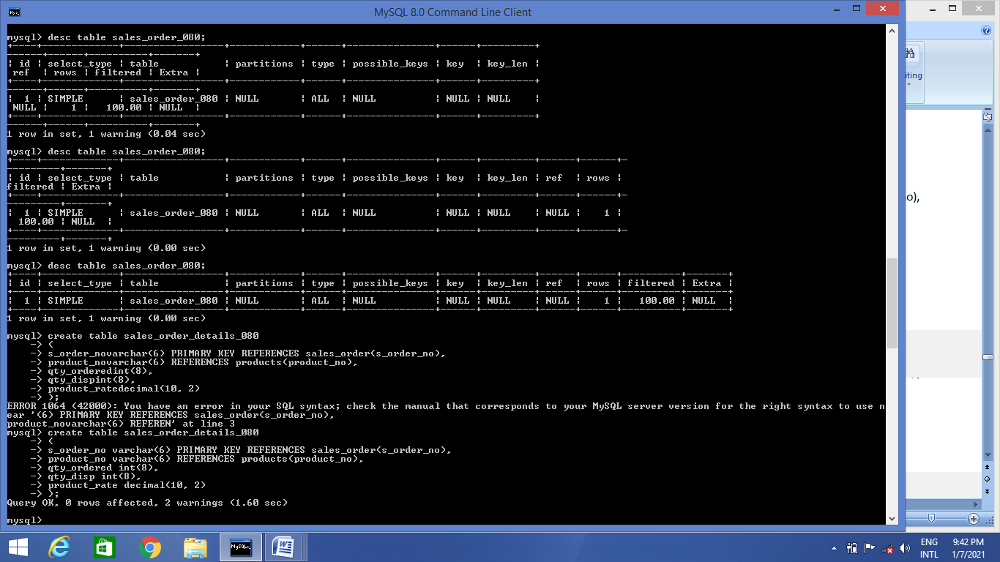 MySQL 8.0 Command Line Client
mysql> desc table sales_order_080;
+----+-------------+-----------------+------------+------+---------------+------+---------+
------+------+----------+-------+
| id | select_type | table           | partitions | type | possible_keys | key  | key_len |
 ref  | rows | filtered | Extra |
+----+-------------+-----------------+------------+------+---------------+------+---------+
------+------+----------+-------+
|  1 | SIMPLE      | sales_order_080 | NULL       | ALL  | NULL          | NULL | NULL    |
 NULL |    1 |   100.00 | NULL  |
+----+-------------+-----------------+------------+------+---------------+------+---------+
------+------+----------+-------+
1 row in set, 1 warning (0.04 sec)
mysql> desc table sales_order_080;
+----+-------------+-----------------+------------+------+---------------+------+---------+------+------+-
---------+-------+
| id | select_type | table           | partitions | type | possible_keys | key  | key_len | ref  | rows |
filtered | Extra |
+----+-------------+-----------------+------------+------+---------------+------+---------+------+------+-
---------+-------+
|  1 | SIMPLE      | sales_order_080 | NULL       | ALL  | NULL          | NULL | NULL    | NULL |    1 |
  100.00 | NULL  |
+----+-------------+-----------------+------------+------+---------------+------+---------+------+------+-
---------+-------+
1 row in set, 1 warning (0.00 sec)
mysql> desc table sales_order_080;
+----+-------------+-----------------+------------+------+---------------+------+---------+------+------+----------+-------+
| id | select_type | table           | partitions | type | possible_keys | key  | key_len | ref  | rows | filtered | Extra |
+----+-------------+-----------------+------------+------+---------------+------+---------+------+------+----------+-------+
|  1 | SIMPLE      | sales_order_080 | NULL       | ALL  | NULL          | NULL | NULL    | NULL |    1 |   100.00 | NULL  |
+----+-------------+-----------------+------------+------+---------------+------+---------+------+------+----------+-------+
1 row in set, 1 warning (0.00 sec)
mysql> create table sales_order_details_080
    -> (
    -> s_order_novarchar(6) PRIMARY KEY REFERENCES sales_order(s_order_no),
    -> product_novarchar(6) REFERENCES products(product_no),
    -> qty_orderedint(8),
    -> qty_dispint(8),
    -> product_ratedecimal(10, 2)
    -> );
ERROR 1064 (42000): You have an error in your SQL syntax; check the manual that corresponds to your MySQL server version for the right syntax to use n
ear '(6) PRIMARY KEY REFERENCES sales_order(s_order_no),
product_novarchar(6) REFEREN' at line 3
mysql> create table sales_order_details_080
    -> (
    -> s_order_no varchar(6) PRIMARY KEY REFERENCES sales_order(s_order_no),
    -> product_no varchar(6) REFERENCES products(product_no),
    -> qty_ordered int(8),
    -> qty_disp int(8),
    -> product_rate decimal(10, 2)
    -> );
Query OK, 0 rows affected, 2 warnings (1.60 sec)
mysql>
iting
o),
MySQL
ENG
INTL
9:42 PM
1/7/2021